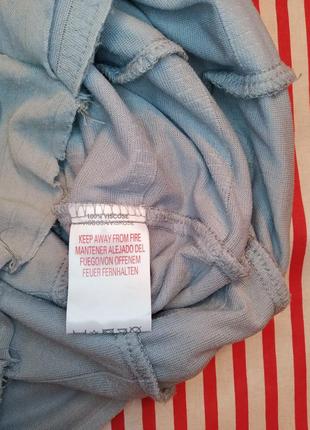 100% VISCOSE
KEEP AWAY FROM FIRE
MANTENER ALEJADO DEL
FUEGO/VON OFFENEM
FEUER FERNHALTEN